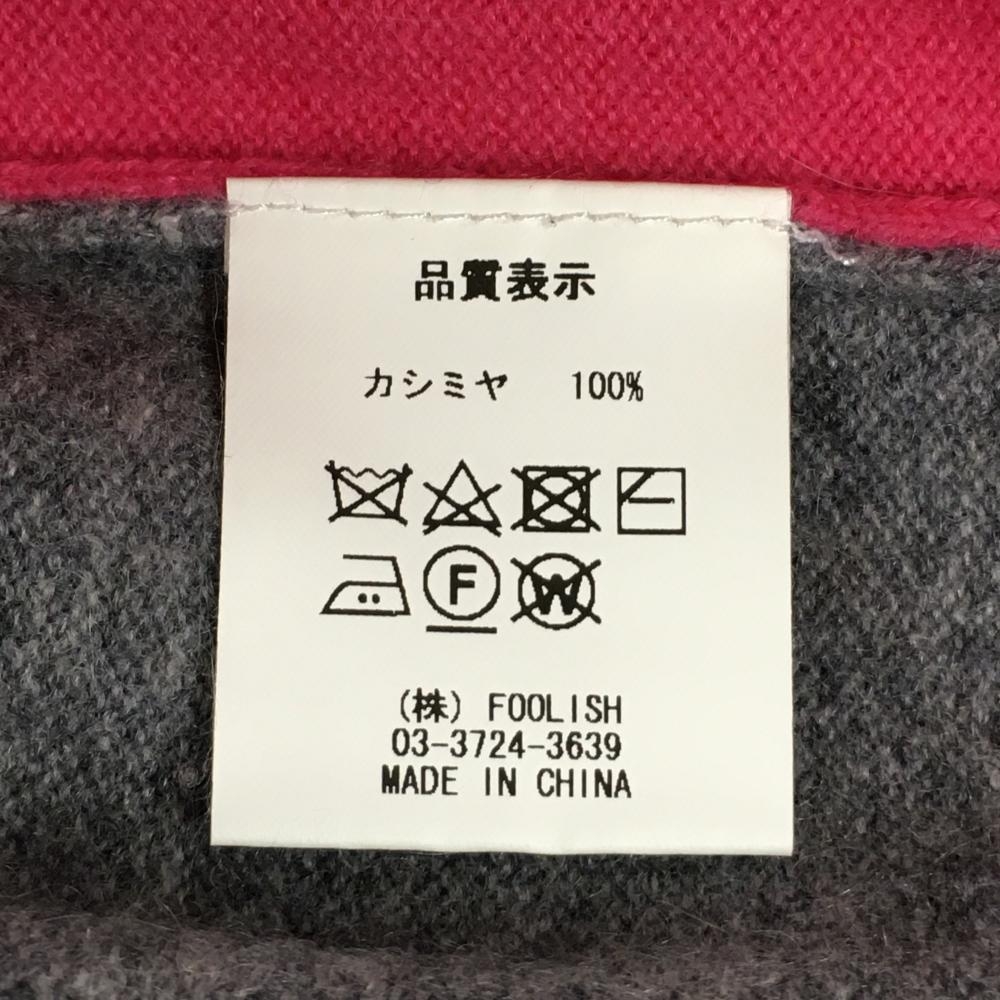 品質表示
カシミヤ 100%
F
W
(株) FOOLISH
03-3724-3639
MADE IN CHINA